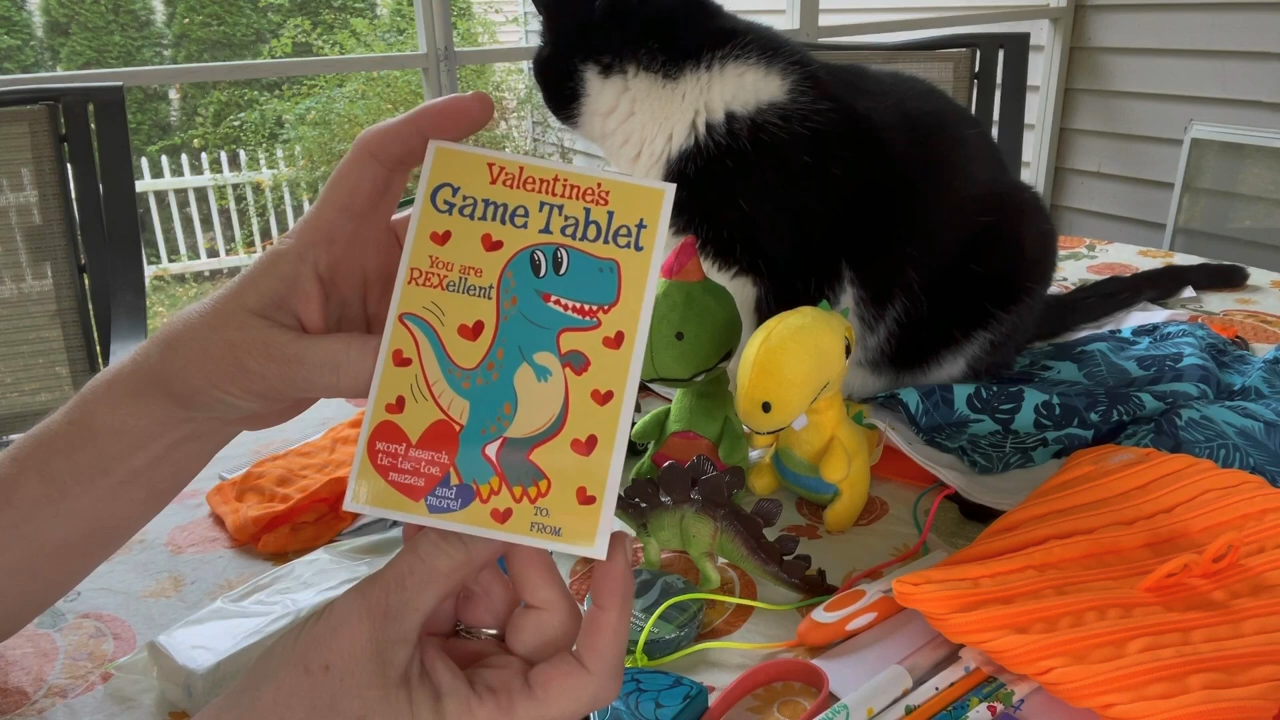 Valentine's
Game Tablet
You are
REXellent
word search,
tic-tac-toe,
mazes
and
more!
TO:
FROM: